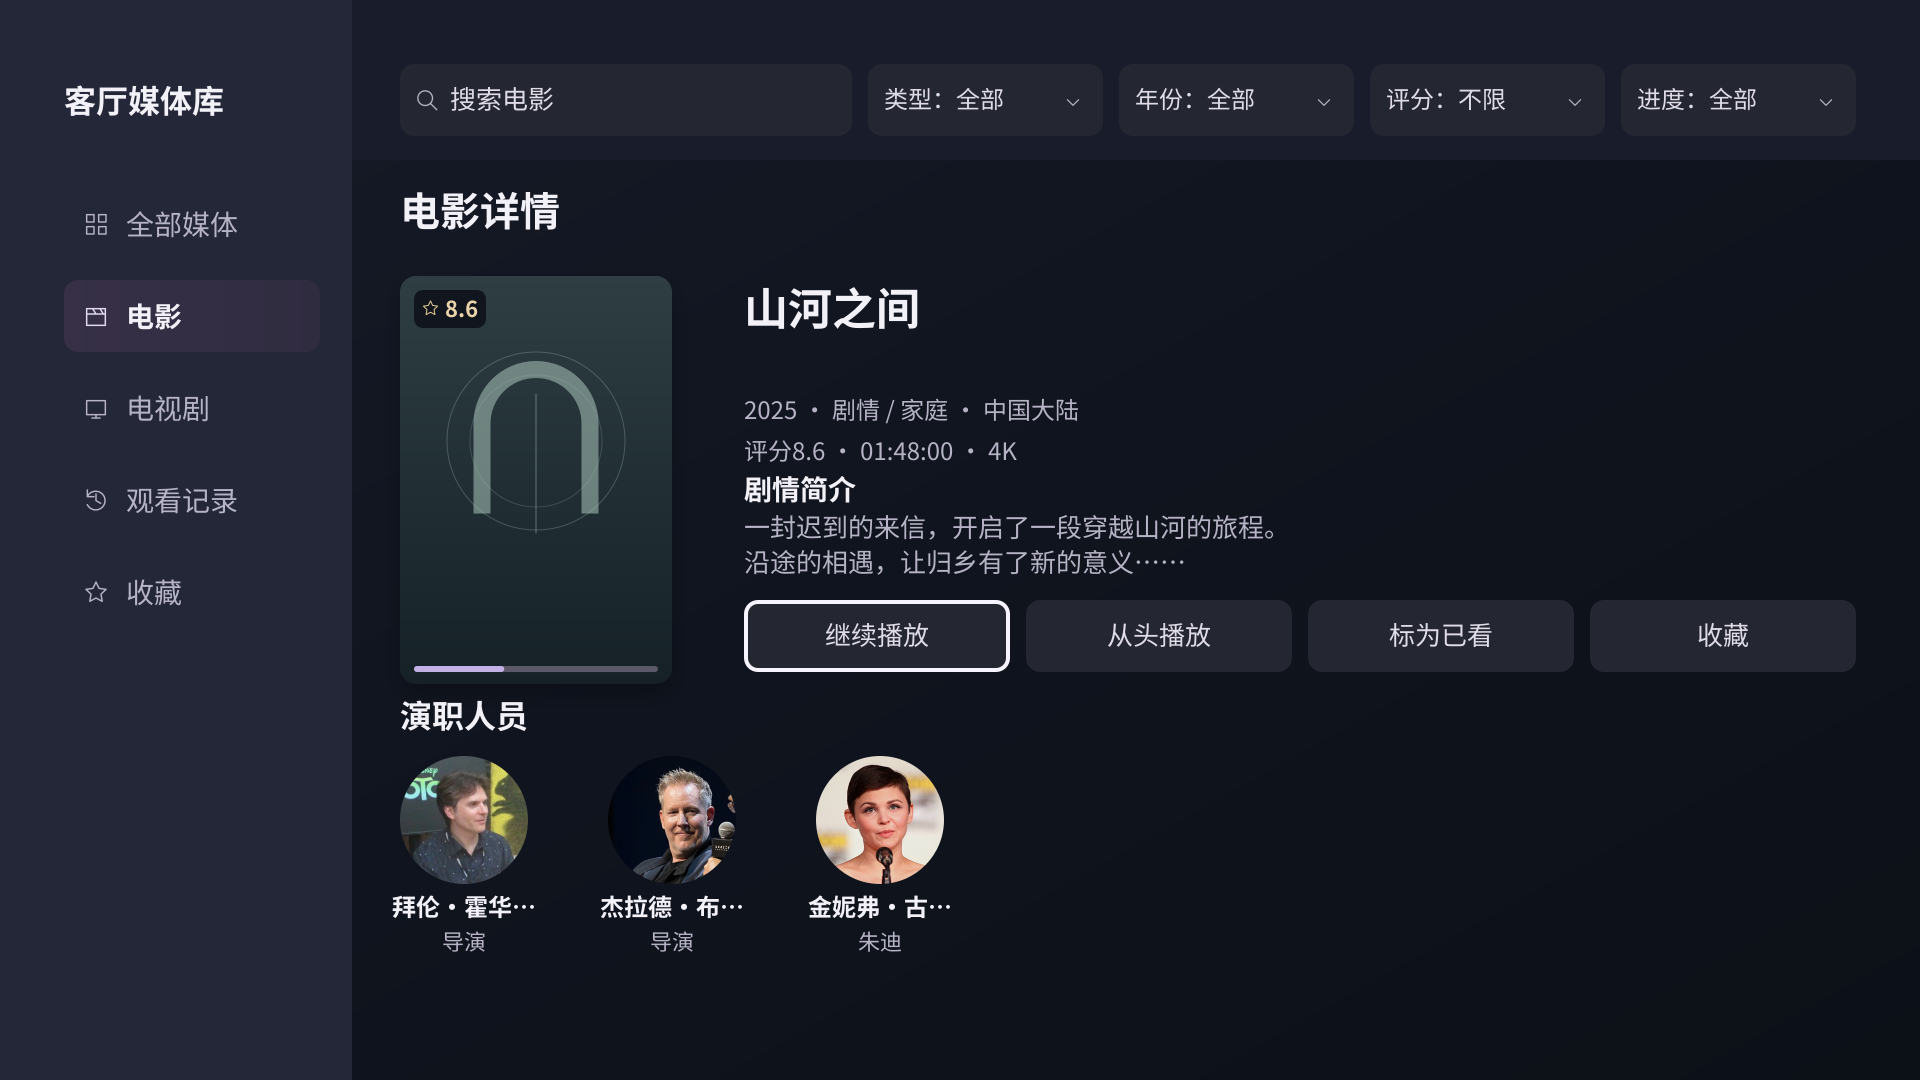 客厅媒体库
全部媒体
电影
电视剧
观看记录
收藏
搜索电影
类型：全部
年份：全部
评分：不限
进度：全部
电影详情
8.6
山河之间
2025 • 剧情 / 家庭 • 中国大陆
评分8.6 • 01:48:00 • 4K
剧情简介
一封迟到的来信，开启了一段穿越山河的旅程。
沿途的相遇，让归乡有了新的意义……
继续播放
从头播放
标为已看
收藏
演职人员
拜伦・霍华…
导演
杰拉德・布…
导演
金妮弗・古…
朱迪